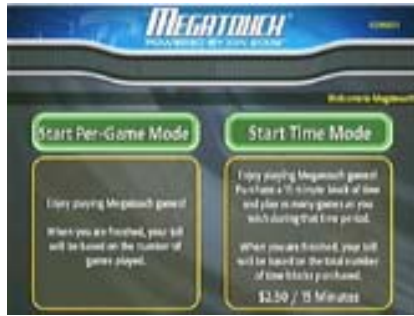 MEGATOUCH
POWERED BY
Welcome to Megatouch
Start Per-Game Mode
Start Time Mode
Enjoy playing Megatouch games!
When you are finished, your bill
will be based on the number of
games played.
Enjoy playing Megatouch games!
Purchase a 15 minute block of time
and play as many games as you
wish during that time period.
When you are finished, your bill
will be based on the total number
of time blocks purchased.
$2.50 / 15 Minutes